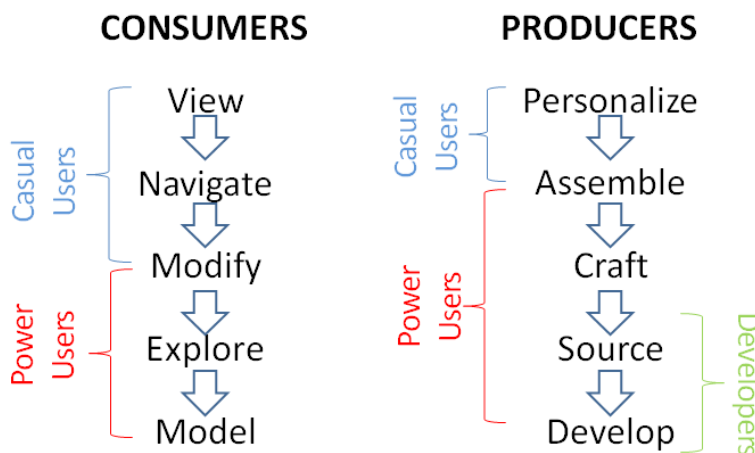 CONSUMERS
View
Navigate
Modify
Explore
Model
Casual
Users
Power
Users
PRODUCERS
Personalize
Assemble
Craft
Source
Develop
Casual
Users
Power
Users
Developers